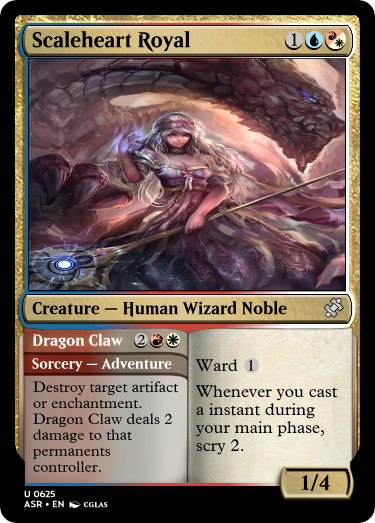 Scaleheart Royal 1
Creature — Human Wizard Noble
Dragon Claw 2
Sorcery — Adventure
Destroy target artifact
or enchantment.
Dragon Claw deals 2
damage to that
permanents
controller.
Ward 1
Whenever you cast
a instant during
your main phase,
scry 2.
1/4
U 0625
ASR • EN CGLAS